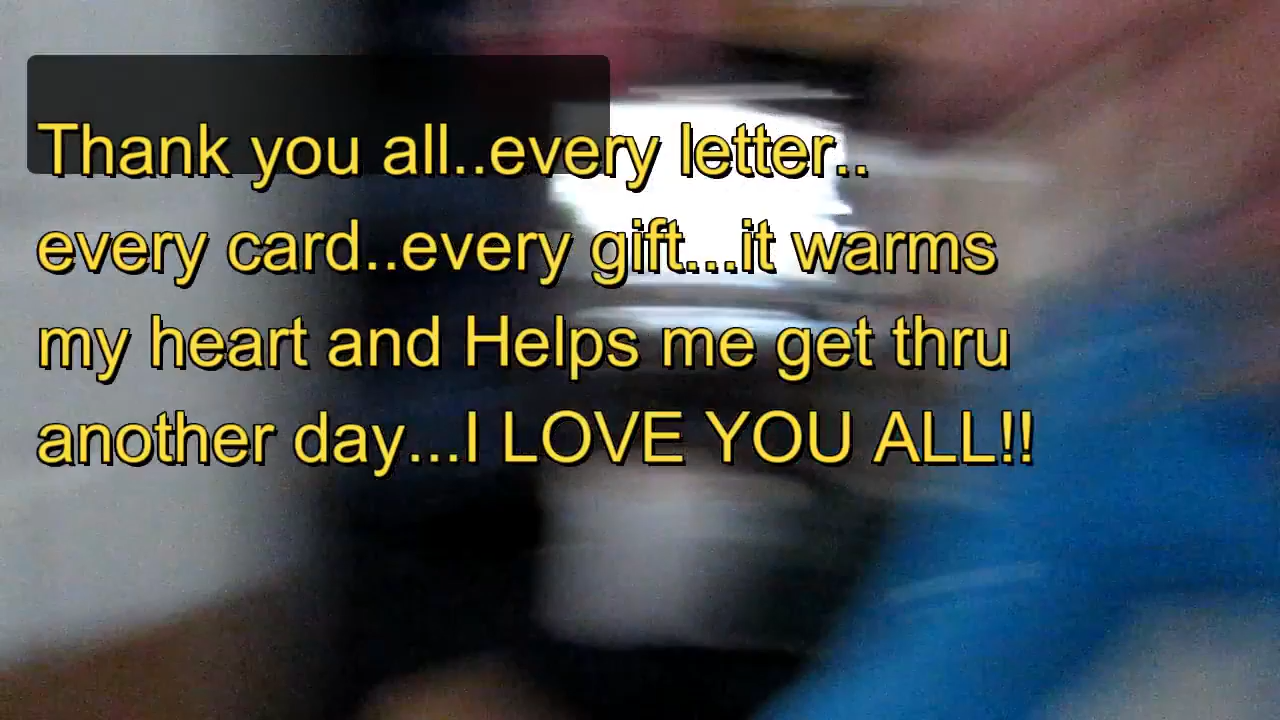 Thank you all..every letter..
every card..every gift...it warms
my heart and Helps me get thru
another day...I LOVE YOU ALL!!